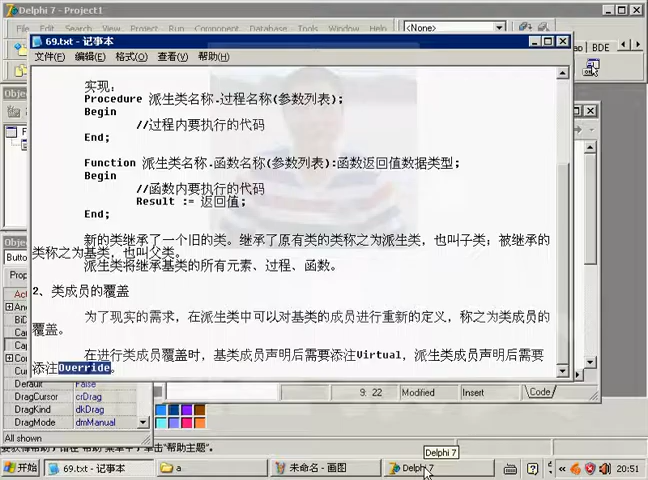 Delphi 7 - Project1
File Edit Search View Project Run Component Database Tools Window Help <None>
69.txt - 记事本
BDE
文件(F) 编辑(E) 格式(O) 查看(V) 帮助(H)
实现:
Procedure 派生类名称.过程名称(参数列表);
Begin
//过程内要执行的代码
End;
Function 派生类名称.函数名称(参数列表):函数返回值数据类型;
Begin
//函数内要执行的代码
Result := 返回值;
End;
新的类继承了一个旧的类。继承了原有类的类称之为派生类，也叫子类；被继承的
类称之为基类，也叫父类。
派生类将继承基类的所有元素、过程、函数。
2、类成员的覆盖
为了现实的需求，在派生类中可以对基类的成员进行重新的定义，称之为类成员的
覆盖。
在进行类成员覆盖时，基类成员声明后需要添注Virtual，派生类成员声明后需要
添注Override。
Default False
DragCursor crDrag
DragKind dkDrag
DragMode dmManual
All shown
9: 22 Modified Insert Code
Delphi 7
开始 69.txt - 记事本 a 未命名 - 画图 Delphi 7 20:51